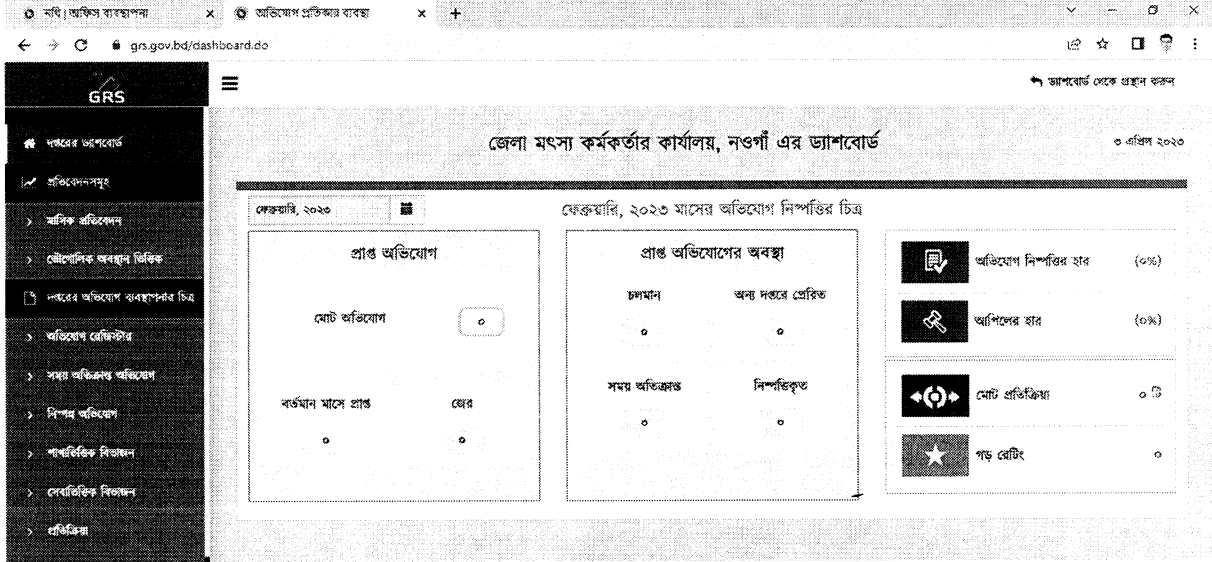 নথি | অফিস ব্যবস্থাপনা
অভিযোগ প্রতিকার ব্যবস্থা
grs.gov.bd/dashboard.do
GRS
ড্যাশবোর্ড থেকে প্রস্থান করুন
দপ্তরের ড্যাশবোর্ড
প্রতিবেদনসমূহ
মাসিক প্রতিবেদন
ভৌগোলিক অবস্থান ভিত্তিক
দপ্তরের অভিযোগ ব্যবস্থাপনার চিত্র
অভিযোগ রেজিস্টার
সময় অতিক্রান্ত অভিযোগ
নিষ্পন্ন অভিযোগ
শাখাভিত্তিক বিভাজন
সেবাভিত্তিক বিভাজন
প্রতিক্রিয়া
জেলা মৎস্য কর্মকর্তার কার্যালয়, নওগাঁ এর ড্যাশবোর্ড
৩ এপ্রিল ২০২৩
ফেব্রুয়ারি, ২০২৩
ফেব্রুয়ারি, ২০২৩ মাসের অভিযোগ নিষ্পত্তির চিত্র
প্রাপ্ত অভিযোগ
মোট অভিযোগ ০
বর্তমান মাসে প্রাপ্ত জের
০ ০
প্রাপ্ত অভিযোগের অবস্থা
চলমান অন্য দপ্তরে প্রেরিত
০ ০
সময় অতিক্রান্ত নিষ্পত্তিকৃত
০ ০
অভিযোগ নিষ্পত্তির হার (০%)
আপিলের হার (০%)
মোট প্রতিক্রিয়া ০
গড় রেটিং ০